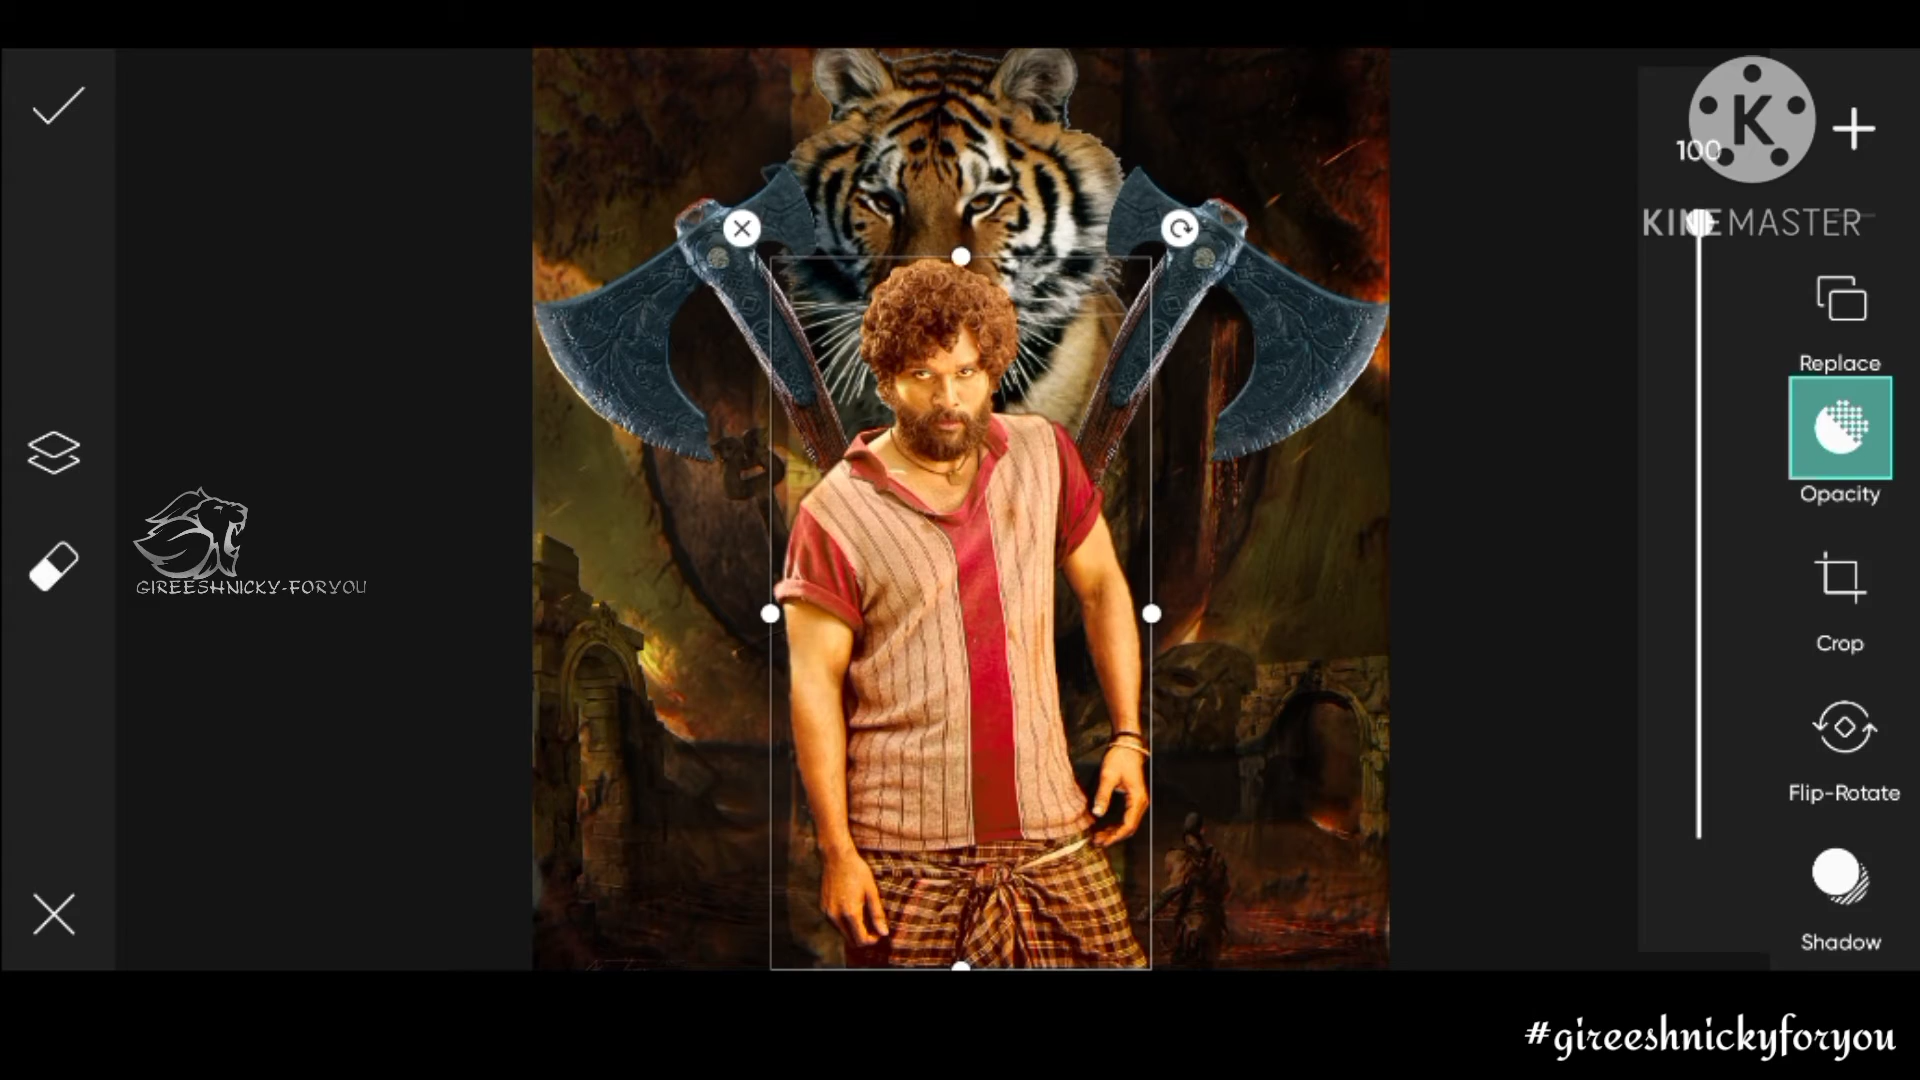 100
KINEMASTER
Replace
Opacity
GIREESHNICKY-FORYOU
Crop
Flip-Rotate
Shadow
#gireeshnickyforyou